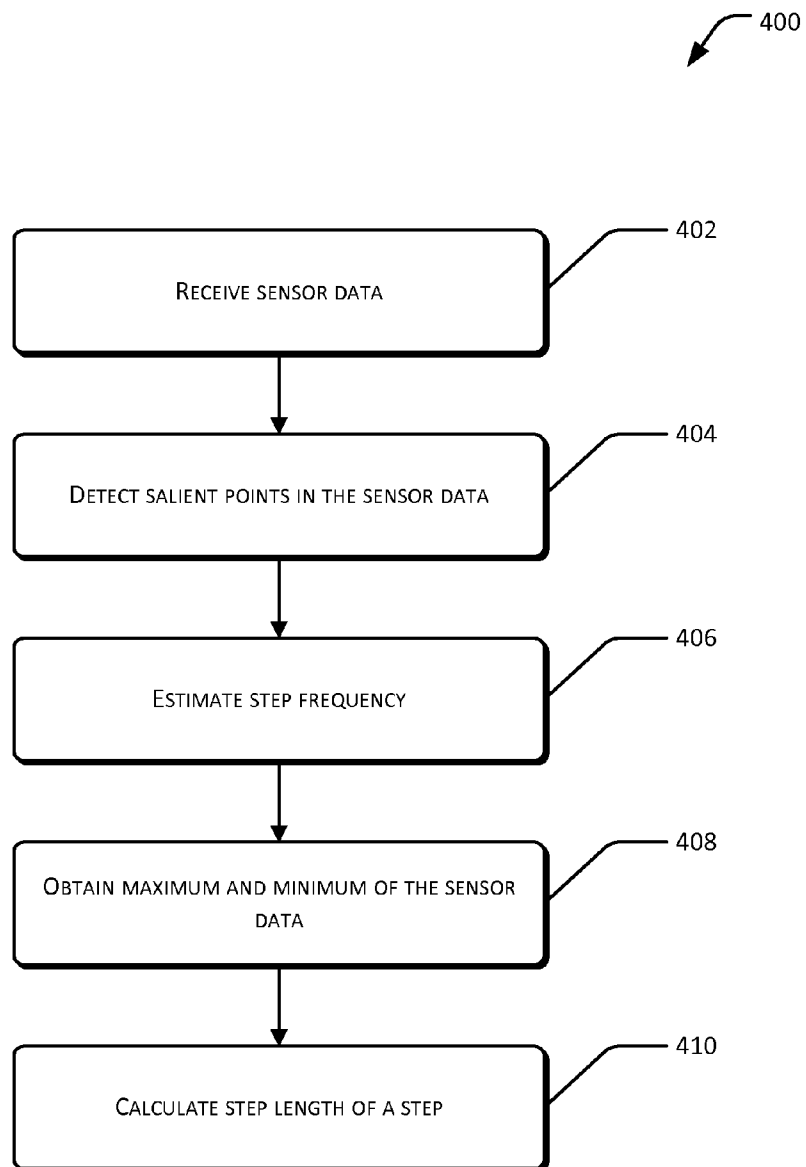 400
402
RECEIVE SENSOR DATA
404
DETECT SALIENT POINTS IN THE SENSOR DATA
406
ESTIMATE STEP FREQUENCY
408
OBTAIN MAXIMUM AND MINIMUM OF THE SENSOR
DATA
410
CALCULATE STEP LENGTH OF A STEP